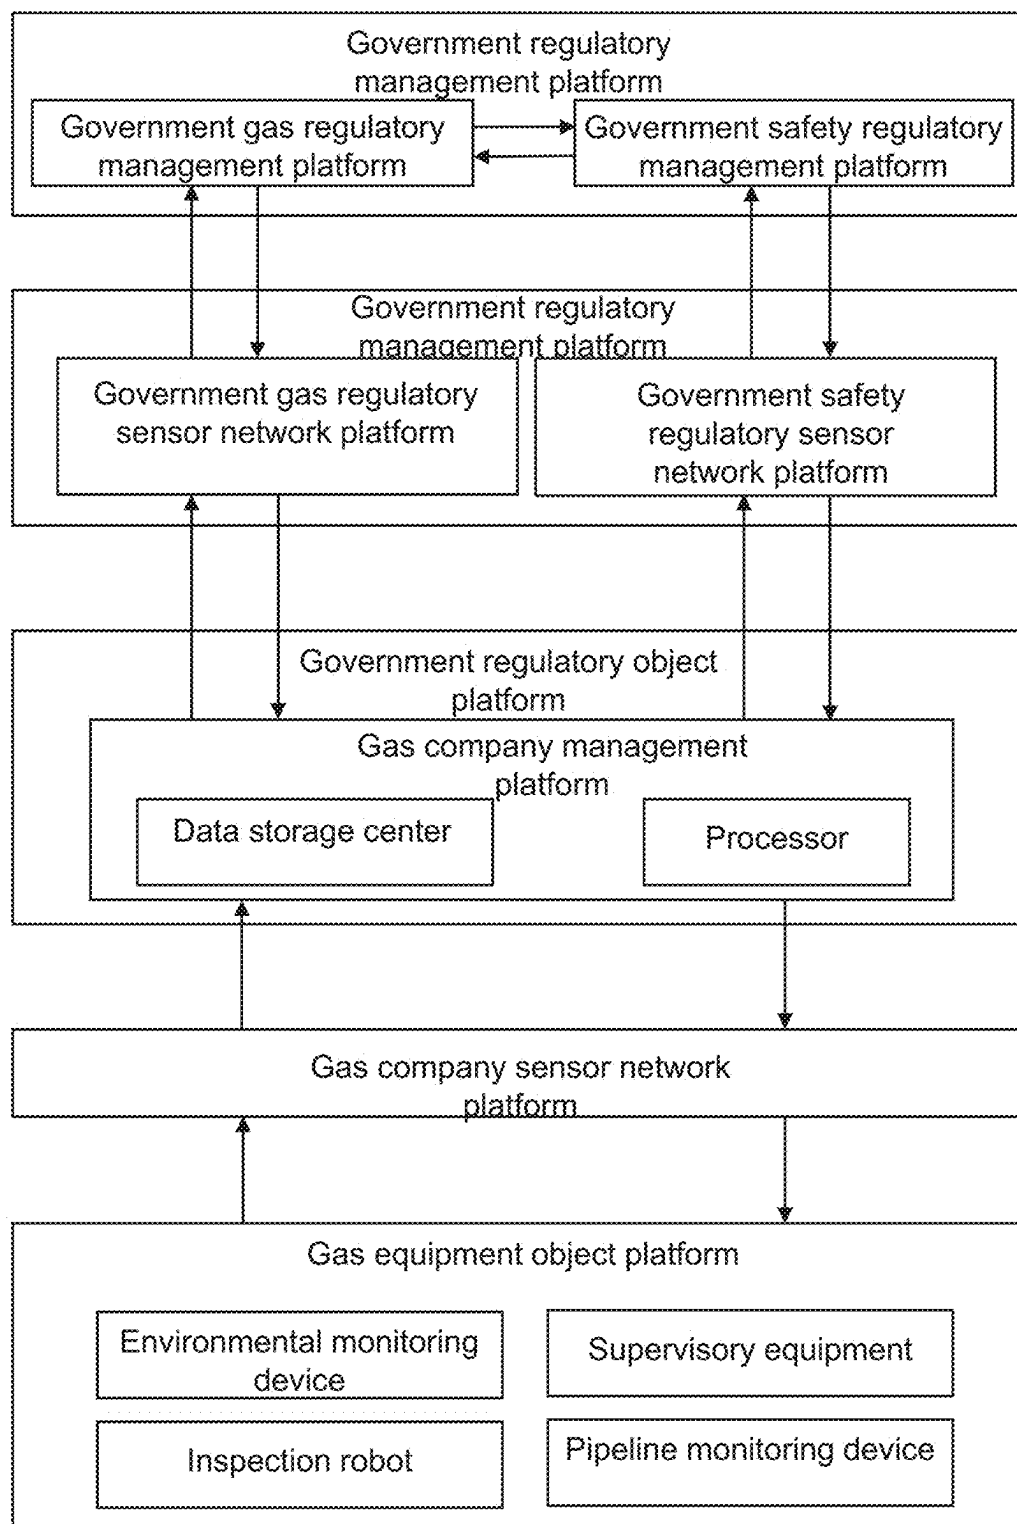 Government regulatory
management platform
Government gas regulatory
management platform
Government safety regulatory
management platform
Government regulatory
management platform
Government gas regulatory
sensor network platform
Government safety
regulatory sensor
network platform
Government regulatory object
platform
Gas company management
platform
Data storage center
Processor
Gas company sensor network
platform
Gas equipment object platform
Environmental monitoring
device
Supervisory equipment
Inspection robot
Pipeline monitoring device